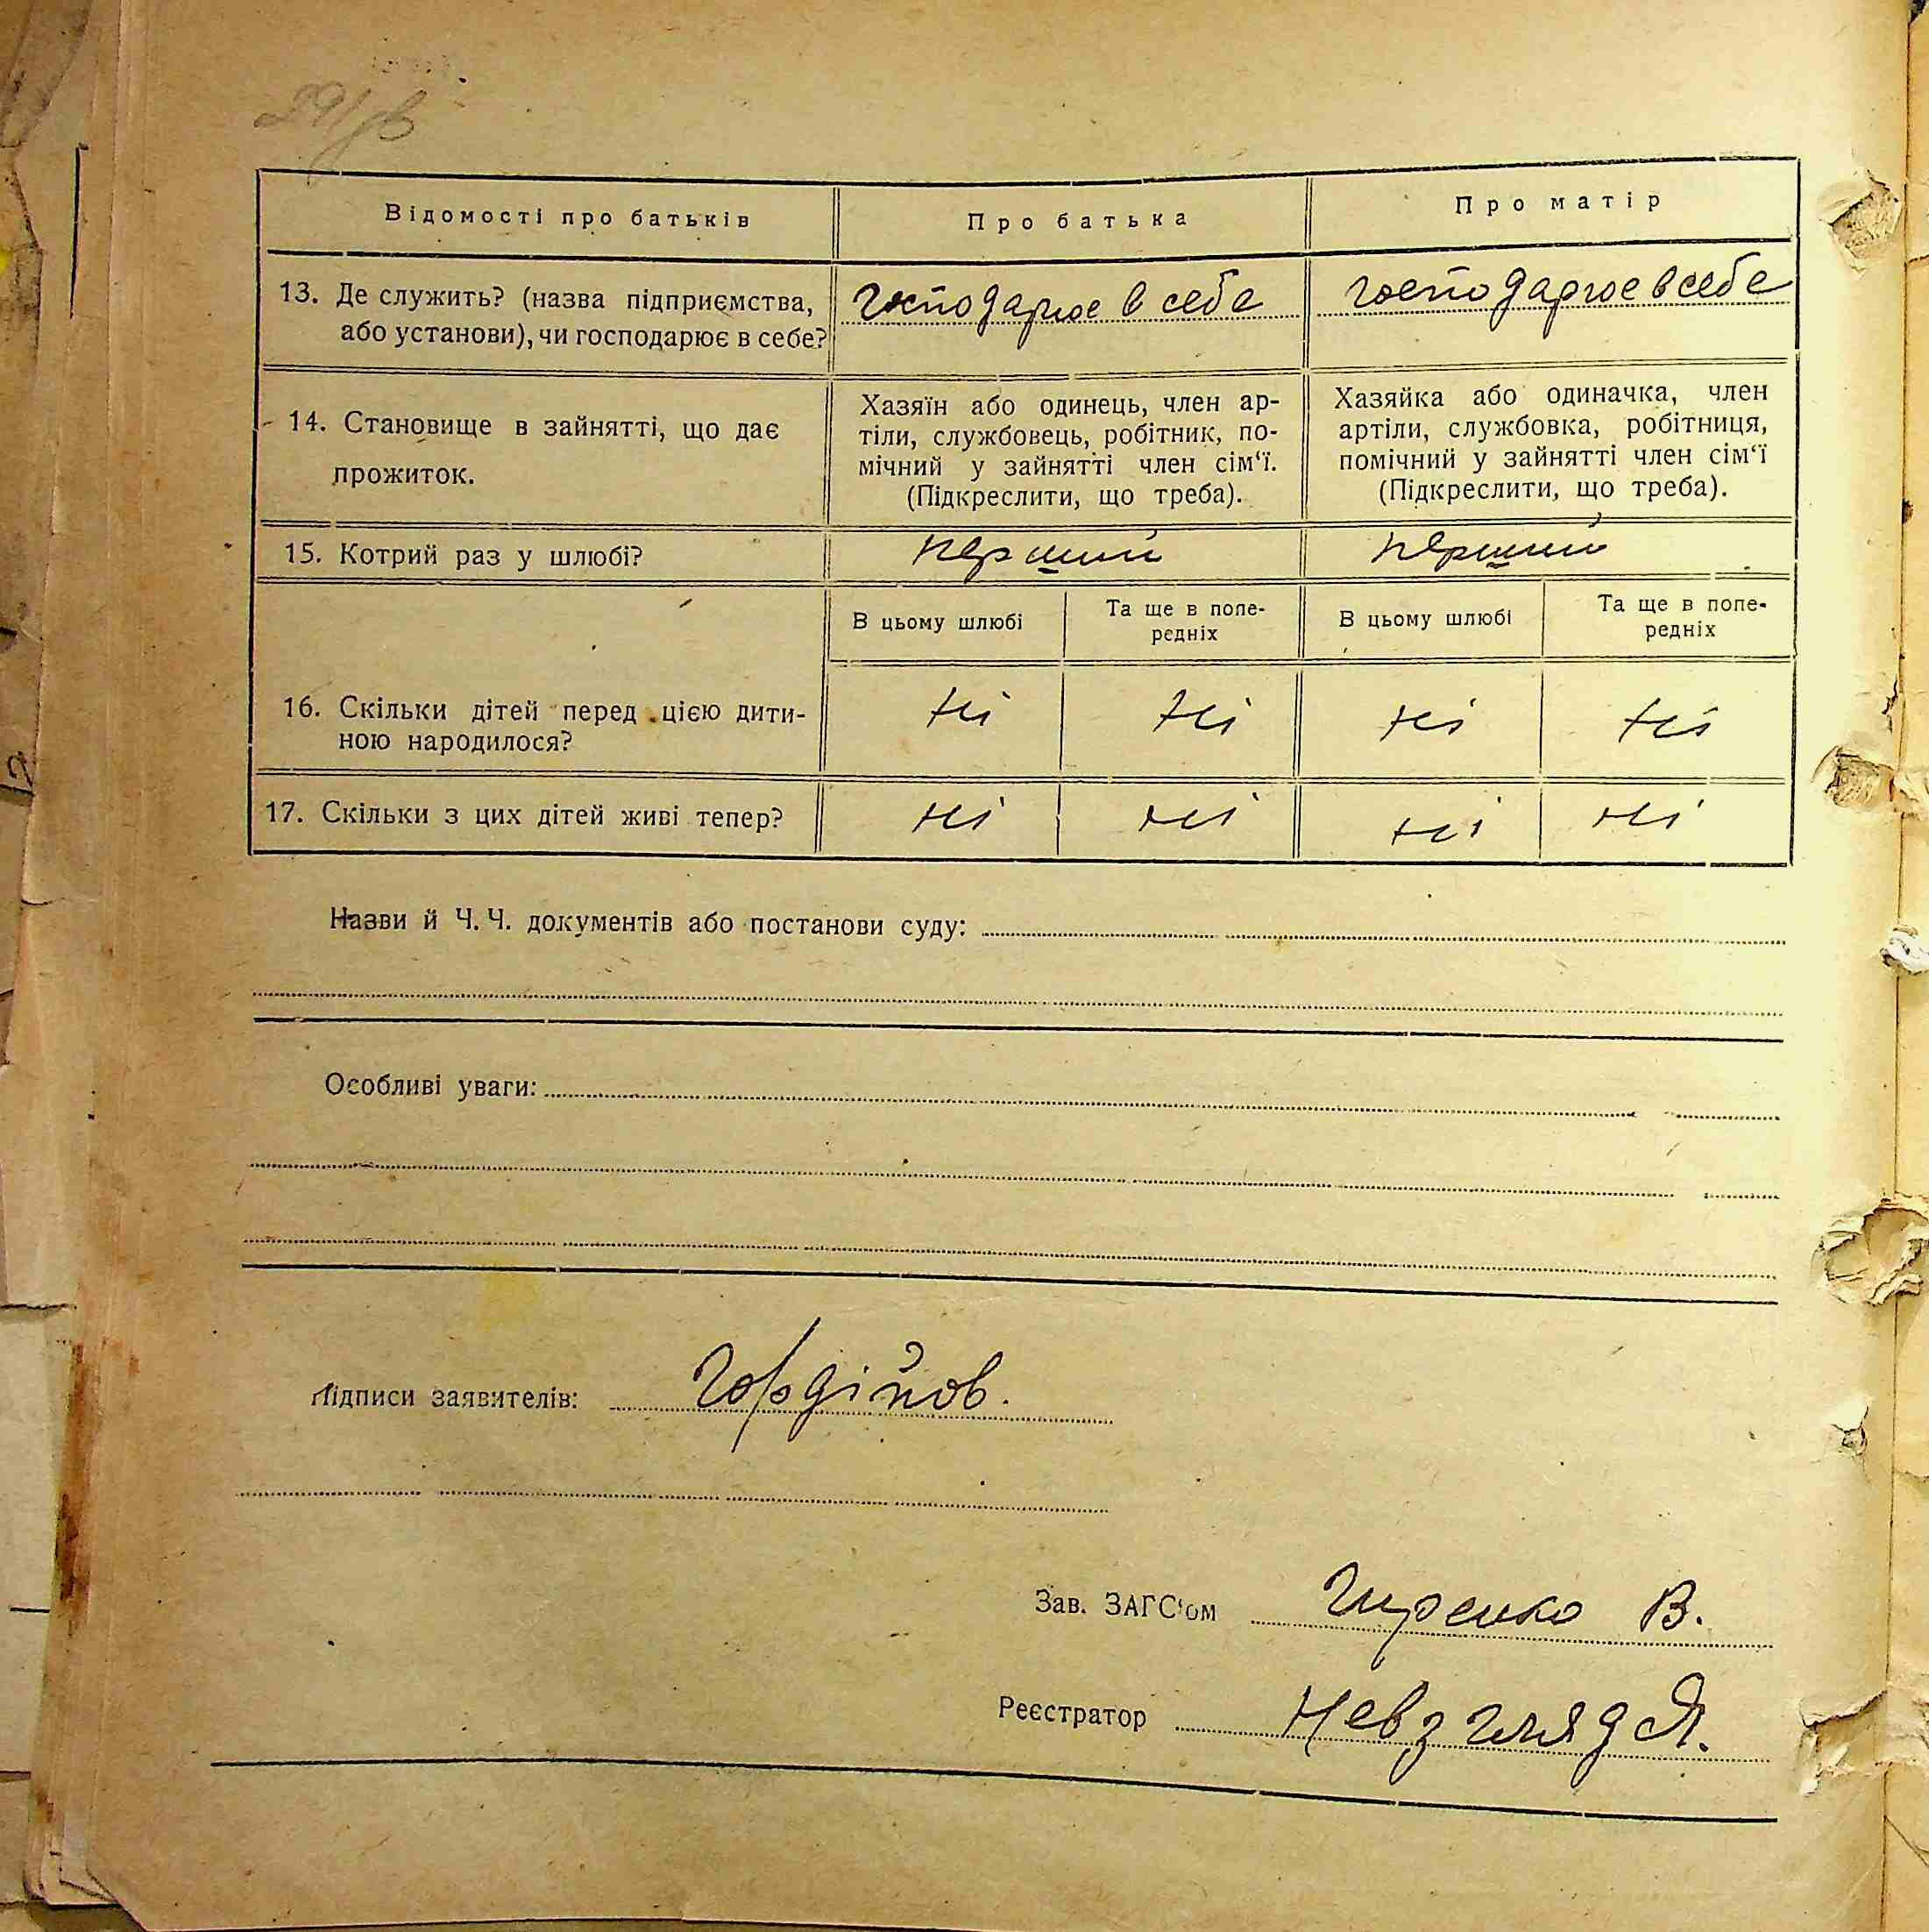 291зв
Відомості про батьків
Про батька
Про матір
13. Де служить? (назва підприємства,
або установи), чи господарює в себе?
господарює в себе
господарює в себе
14. Становище в зайнятті, що дає
прожиток.
Хазяїн або одинець, член ар-
тіли, службовець, робітник, по-
мічний у зайнятті член сім‘ї.
(Підкреслити, що треба).
Хазяйка або одиначка, член
артіли, службовка, робітниця,
помічний у зайнятті член сім‘ї
(Підкреслити, що треба).
15. Котрий раз у шлюбі?
перший
перший
В цьому шлюбі
Та ще в попе-
редніх
В цьому шлюбі
Та ще в попе-
редніх
16. Скільки дітей перед цією дити-
ною народилося?
ні
ні
ні
ні
17. Скільки з цих дітей живі тепер?
ні
ні
ні
ні
Назви й Ч. Ч. документів або постанови суду:
Особливі уваги:
Підписи заявителів: Гордійов.
Зав. ЗАГС‘ом Гиренко В.
Реєстратор Невзгляд Я.